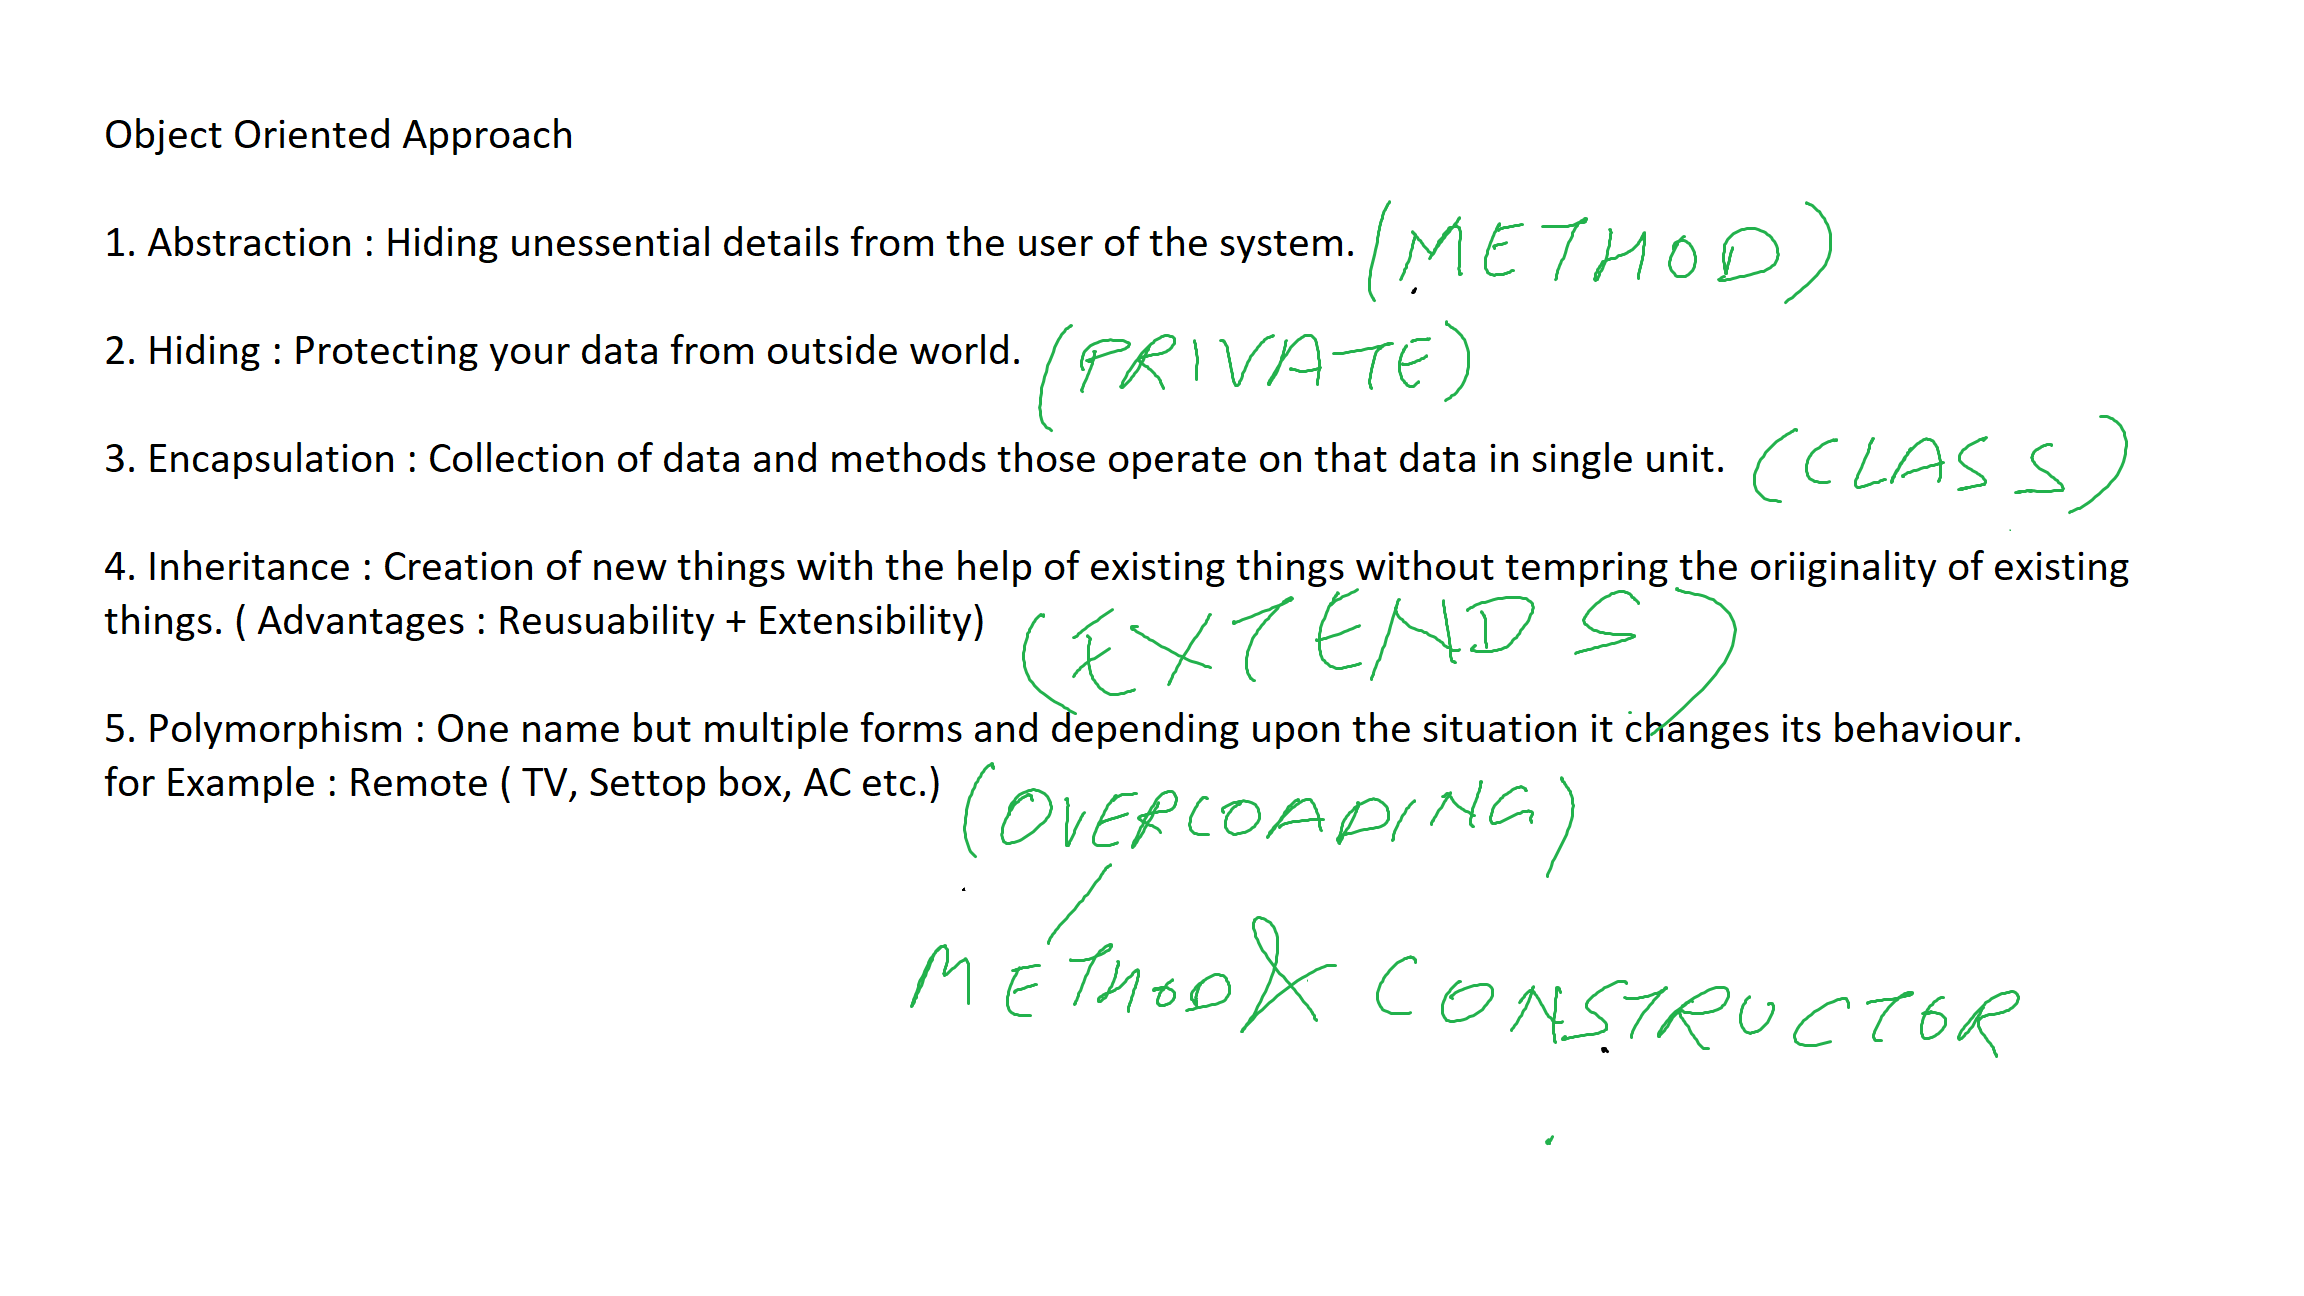 Object Oriented Approach
1. Abstraction : Hiding unessential details from the user of the system. (METHOD)
2. Hiding : Protecting your data from outside world. (PRIVATE)
3. Encapsulation : Collection of data and methods those operate on that data in single unit. (CLASS)
4. Inheritance : Creation of new things with the help of existing things without tempring the oriiginality of existing
things. ( Advantages : Reusuability + Extensibility) (EXTENDS)
5. Polymorphism : One name but multiple forms and depending upon the situation it changes its behaviour.
for Example : Remote ( TV, Settop box, AC etc.) (OVERLOADING)
METHOD & CONSTRUCTOR